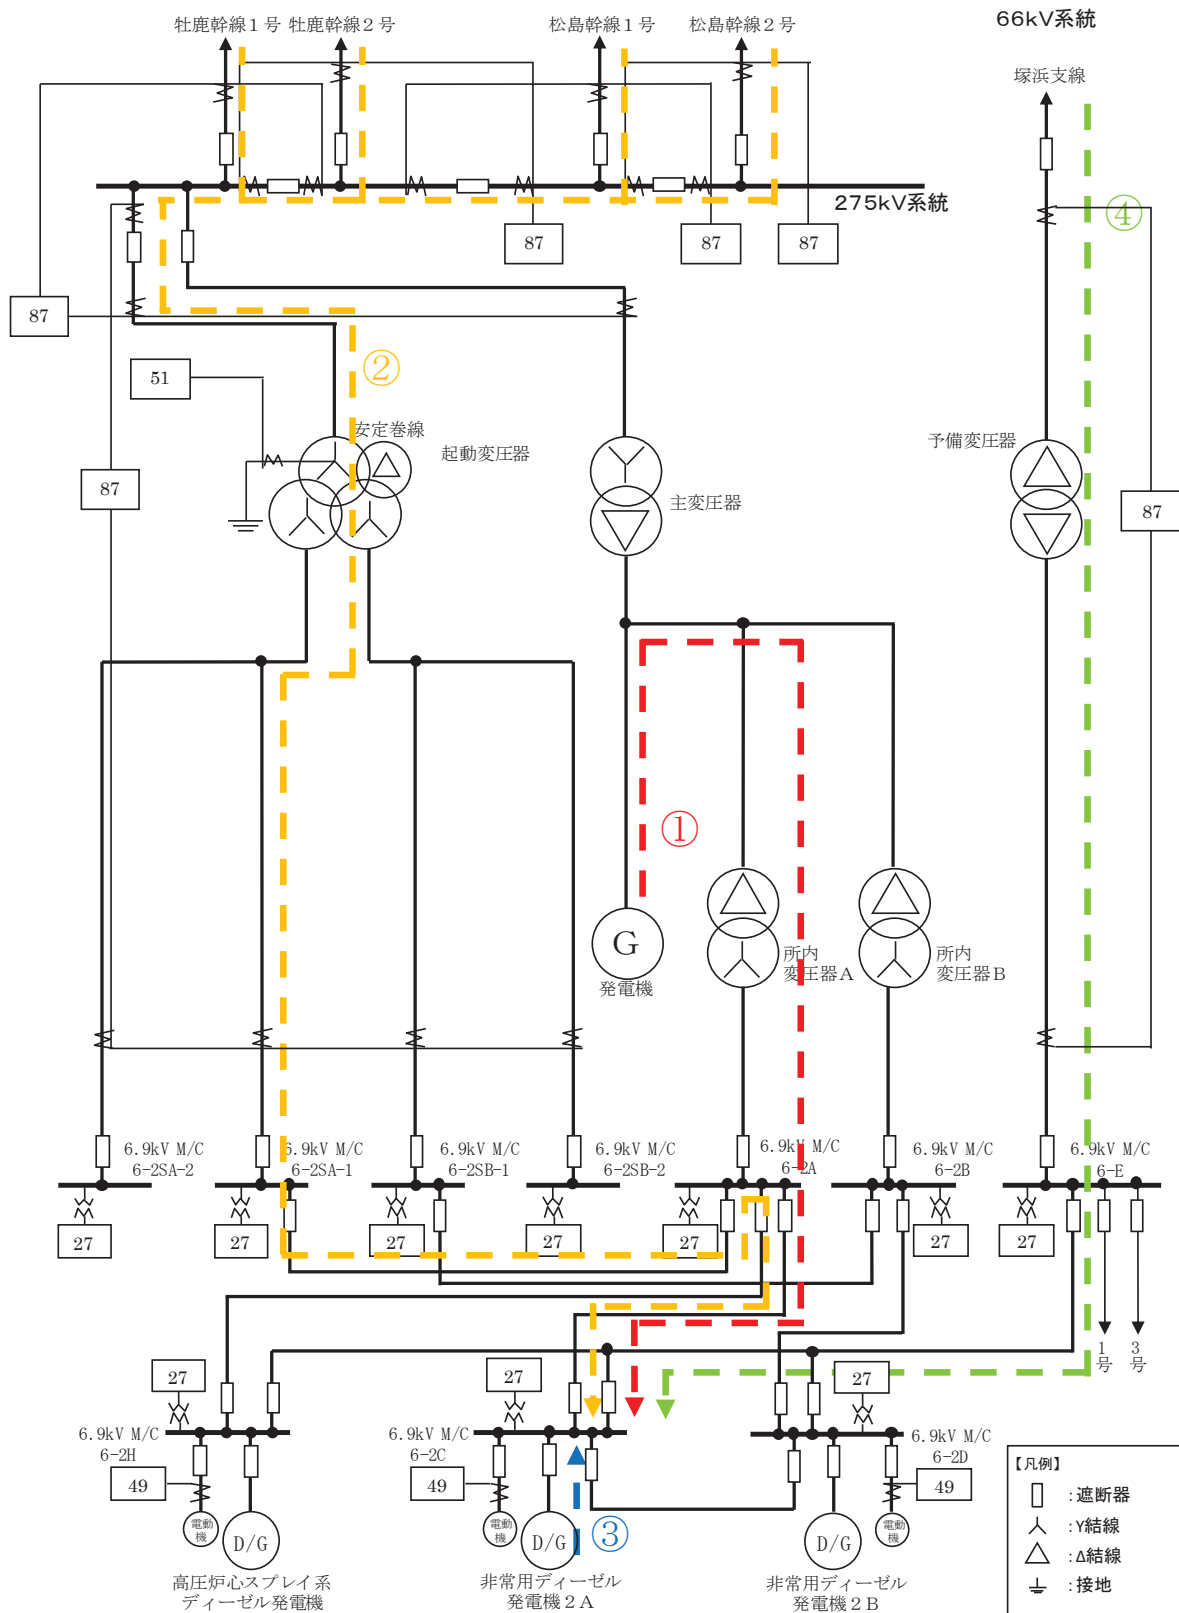 66kV系統
牡鹿幹線1号
牡鹿幹線2号
松島幹線1号
松島幹線2号
塚浜支線
275kV系統
④
87
87
87
87
②
51
安定巻線
起動変圧器
予備変圧器
87
主変圧器
87
①
G
発電機
所内
変圧器A
所内
変圧器B
6.9kV M/C
6-2SA-2
6.9kV M/C
6-2SA-1
6.9kV M/C
6-2SB-1
6.9kV M/C
6-2SB-2
6.9kV M/C
6-2A
6.9kV M/C
6-2B
6.9kV M/C
6-E
27
27
27
27
27
27
27
1号
3号
27
27
27
6.9kV M/C
6-2H
6.9kV M/C
6-2C
6.9kV M/C
6-2D
49
49
49
電動機
D/G
電動機
D/G
③
D/G
電動機
高圧炉心スプレイ系
ディーゼル発電機
非常用ディーゼル
発電機2A
非常用ディーゼル
発電機2B
【凡例】
:遮断器
:Y結線
:Δ結線
:接地